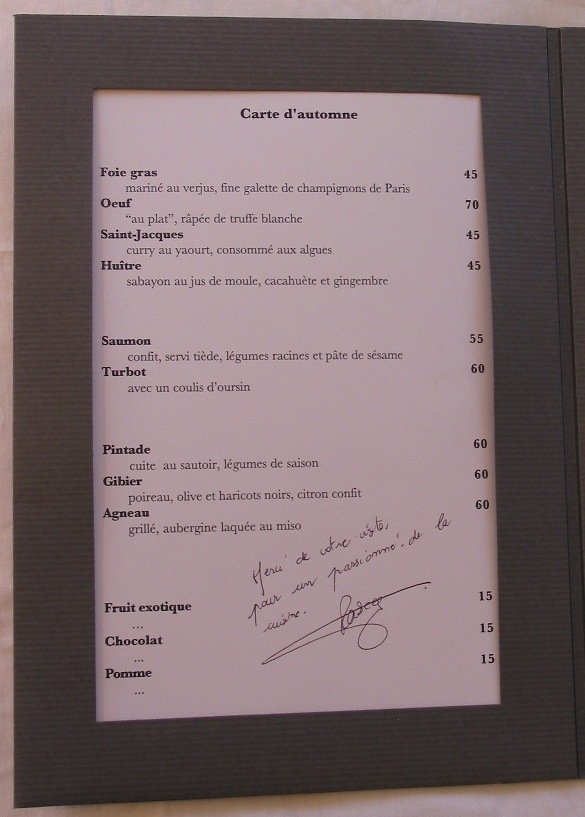 Carte d'automne
Foie gras 45
mariné au verjus, fine galette de champignons de Paris
Oeuf 70
“au plat”, râpée de truffe blanche
Saint-Jacques 45
curry au yaourt, consommé aux algues
Huître 45
sabayon au jus de moule, cacahuète et gingembre
Saumon 55
confit, servi tiède, légumes racines et pâte de sésame
Turbot 60
avec un coulis d’oursin
Pintade 60
cuite au sautoir, légumes de saison
Gibier 60
poireau, olive et haricots noirs, citron confit
Agneau 60
grillé, aubergine laquée au miso
Merci de votre visite,
pour un passionné de la
cuisine.
Fruit exotique 15
...
Chocolat 15
...
Pomme 15
...